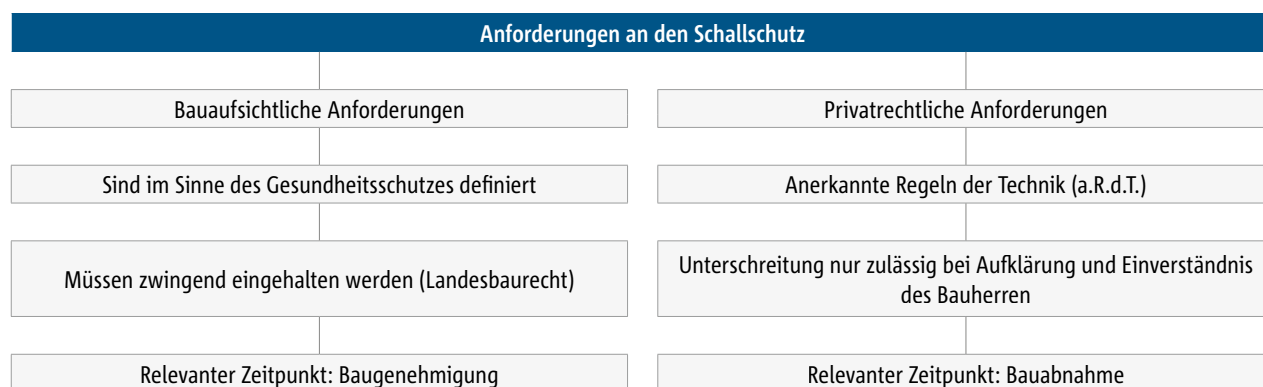 Anforderungen an den Schallschutz
Bauaufsichtliche Anforderungen
Privatrechtliche Anforderungen
Sind im Sinne des Gesundheitsschutzes definiert
Anerkannte Regeln der Technik (a.R.d.T.)
Müssen zwingend eingehalten werden (Landesbaurecht)
Unterschreitung nur zulässig bei Aufklärung und Einverständnis
des Bauherren
Relevanter Zeitpunkt: Baugenehmigung
Relevanter Zeitpunkt: Bauabnahme